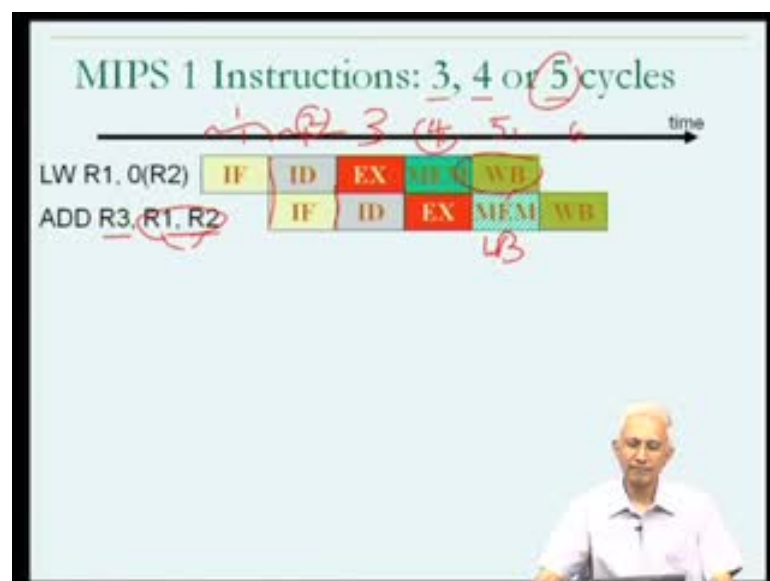 MIPS 1 Instructions: 3, 4 or 5 cycles
1 2 3 4 5 6 time
LW R1, 0(R2) IF ID EX MEM WB
ADD R3, R1, R2 IF ID EX MEM WB